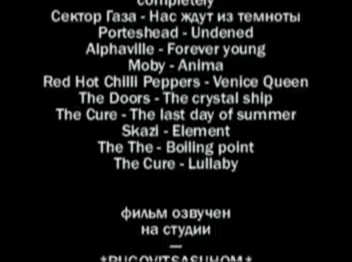 completely
Сектор Газа - Нас ждут из темноты
Porteshead - Undened
Alphaville - Forever young
Moby - Anima
Red Hot Chilli Peppers - Venice Queen
The Doors - The crystal ship
The Cure - The last day of summer
Skazi - Element
The The - Boiling point
The Cure - Lullaby
фильм озвучен
на студии
—
*PUGOVITSASUHOM*